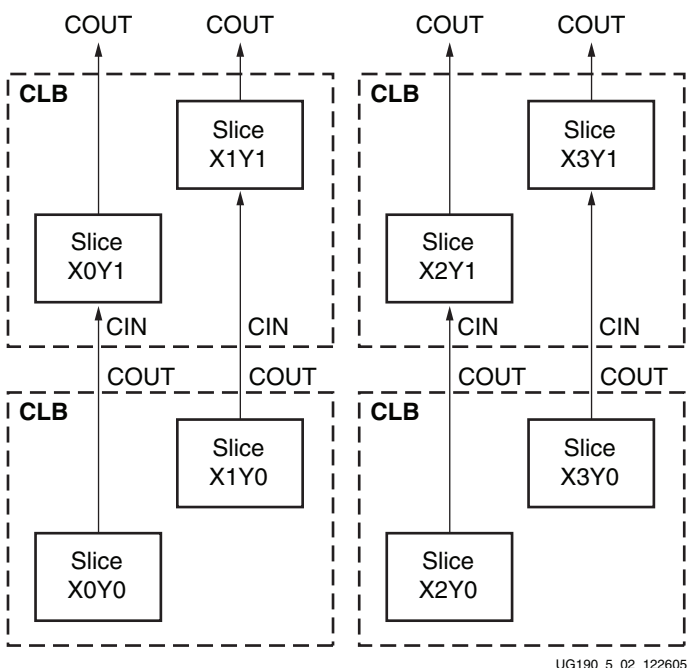 COUT COUT COUT COUT
CLB
Slice
X1Y1
CLB
Slice
X3Y1
Slice
X0Y1
Slice
X2Y1
CIN CIN CIN CIN
COUT COUT COUT COUT
CLB
Slice
X1Y0
CLB
Slice
X3Y0
Slice
X0Y0
Slice
X2Y0
UG190_5_02_122605